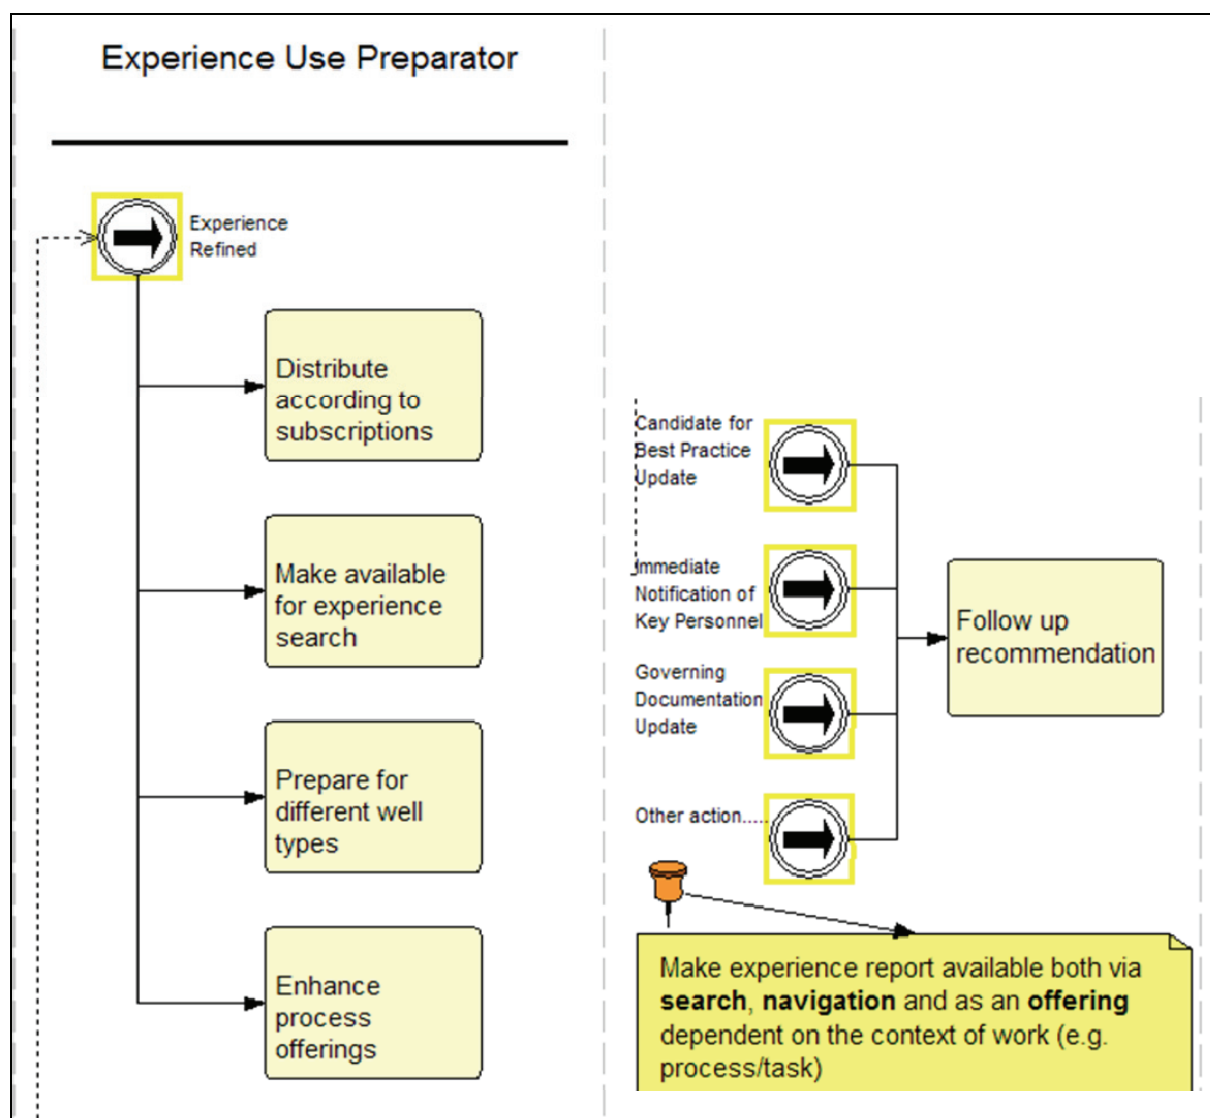 Experience Use Preparator
Experience
Refined
Distribute
according to
subscriptions
Make available
for experience
search
Prepare for
different well
types
Enhance
process
offerings
Candidate for
Best Practice
Update
Immediate
Notification of
Key Personnel
Governing
Documentation
Update
Other action.....
Follow up
recommendation
Make experience report available both via
search, navigation and as an offering
dependent on the context of work (e.g.
process/task)